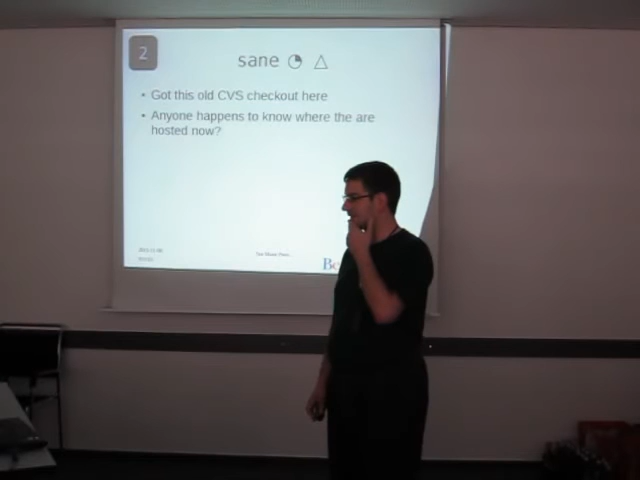 2
sane
Got this old CVS checkout here
Anyone happens to know where the are
hosted now?